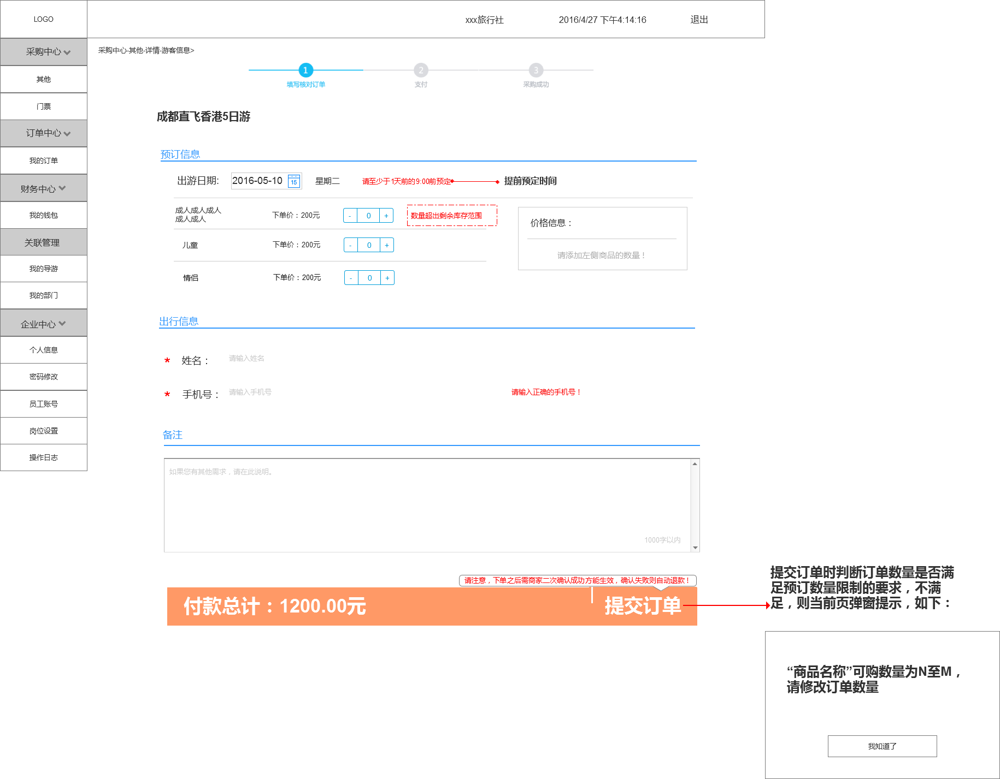 LOGO
xxx旅行社
2016/4/27 下午4:14:16
退出
采购中心
其他
门票
订单中心
我的订单
财务中心
我的钱包
关联管理
我的导游
我的部门
企业中心
个人信息
密码修改
员工账号
岗位设置
操作日志
采购中心-其他-详情-游客信息>
1
2
3
填写核对订单
支付
采购成功
成都直飞香港5日游
预订信息
出游日期:
2016-05-10
15
星期二
请至少于1天前的9:00前预定
提前预定时间
成人成人成人
成人成人
下单价：200元
- 0 +
数量超出剩余库存范围
儿童
下单价：200元
- 0 +
情侣
下单价：200元
- 0 +
价格信息：
请添加左侧商品的数量！
出行信息
* 姓名：
请输入姓名
* 手机号：
请输入手机号
请输入正确的手机号！
备注
如果您有其他需求，请在此说明。
1000字以内
请注意，下单之后需商家二次确认成功方能生效，确认失败则自动退款！
付款总计：1200.00元
提交订单
提交订单时判断订单数量是否满
足预订数量限制的要求，不满
足，则当前页弹窗提示，如下：
“商品名称”可购数量为N至M，
请修改订单数量
我知道了